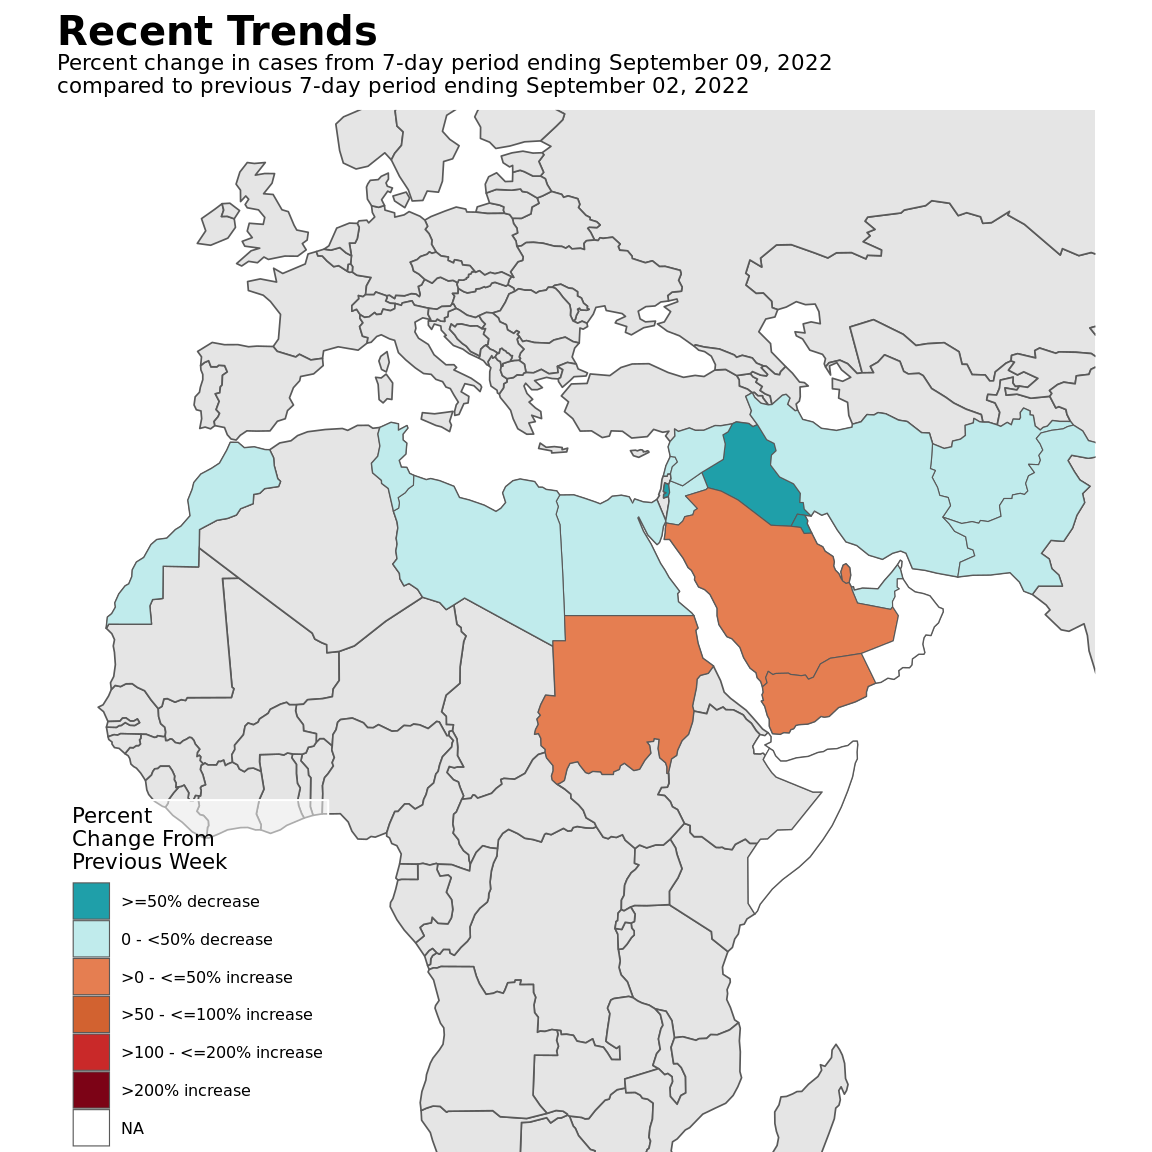 Recent Trends
Percent change in cases from 7-day period ending September 09, 2022
compared to previous 7-day period ending September 02, 2022
Percent
Change From
Previous Week
>=50% decrease
0 - <50% decrease
>0 - <=50% increase
>50 - <=100% increase
>100 - <=200% increase
>200% increase
NA